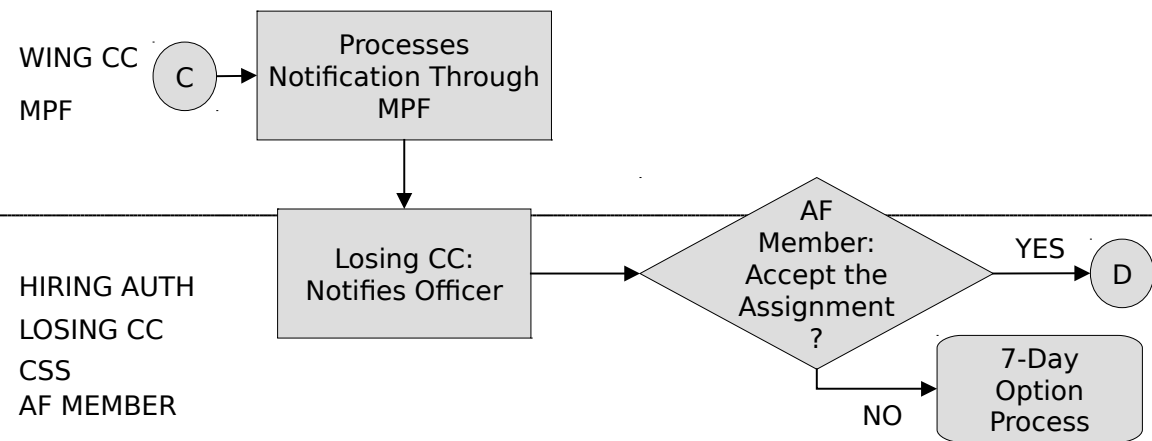 WING CC
MPF
C
Processes
Notification Through
MPF
Losing CC:
Notifies Officer
AF
Member:
Accept the
Assignment
?
YES
D
NO
7-Day
Option
Process
HIRING AUTH
LOSING CC
CSS
AF MEMBER